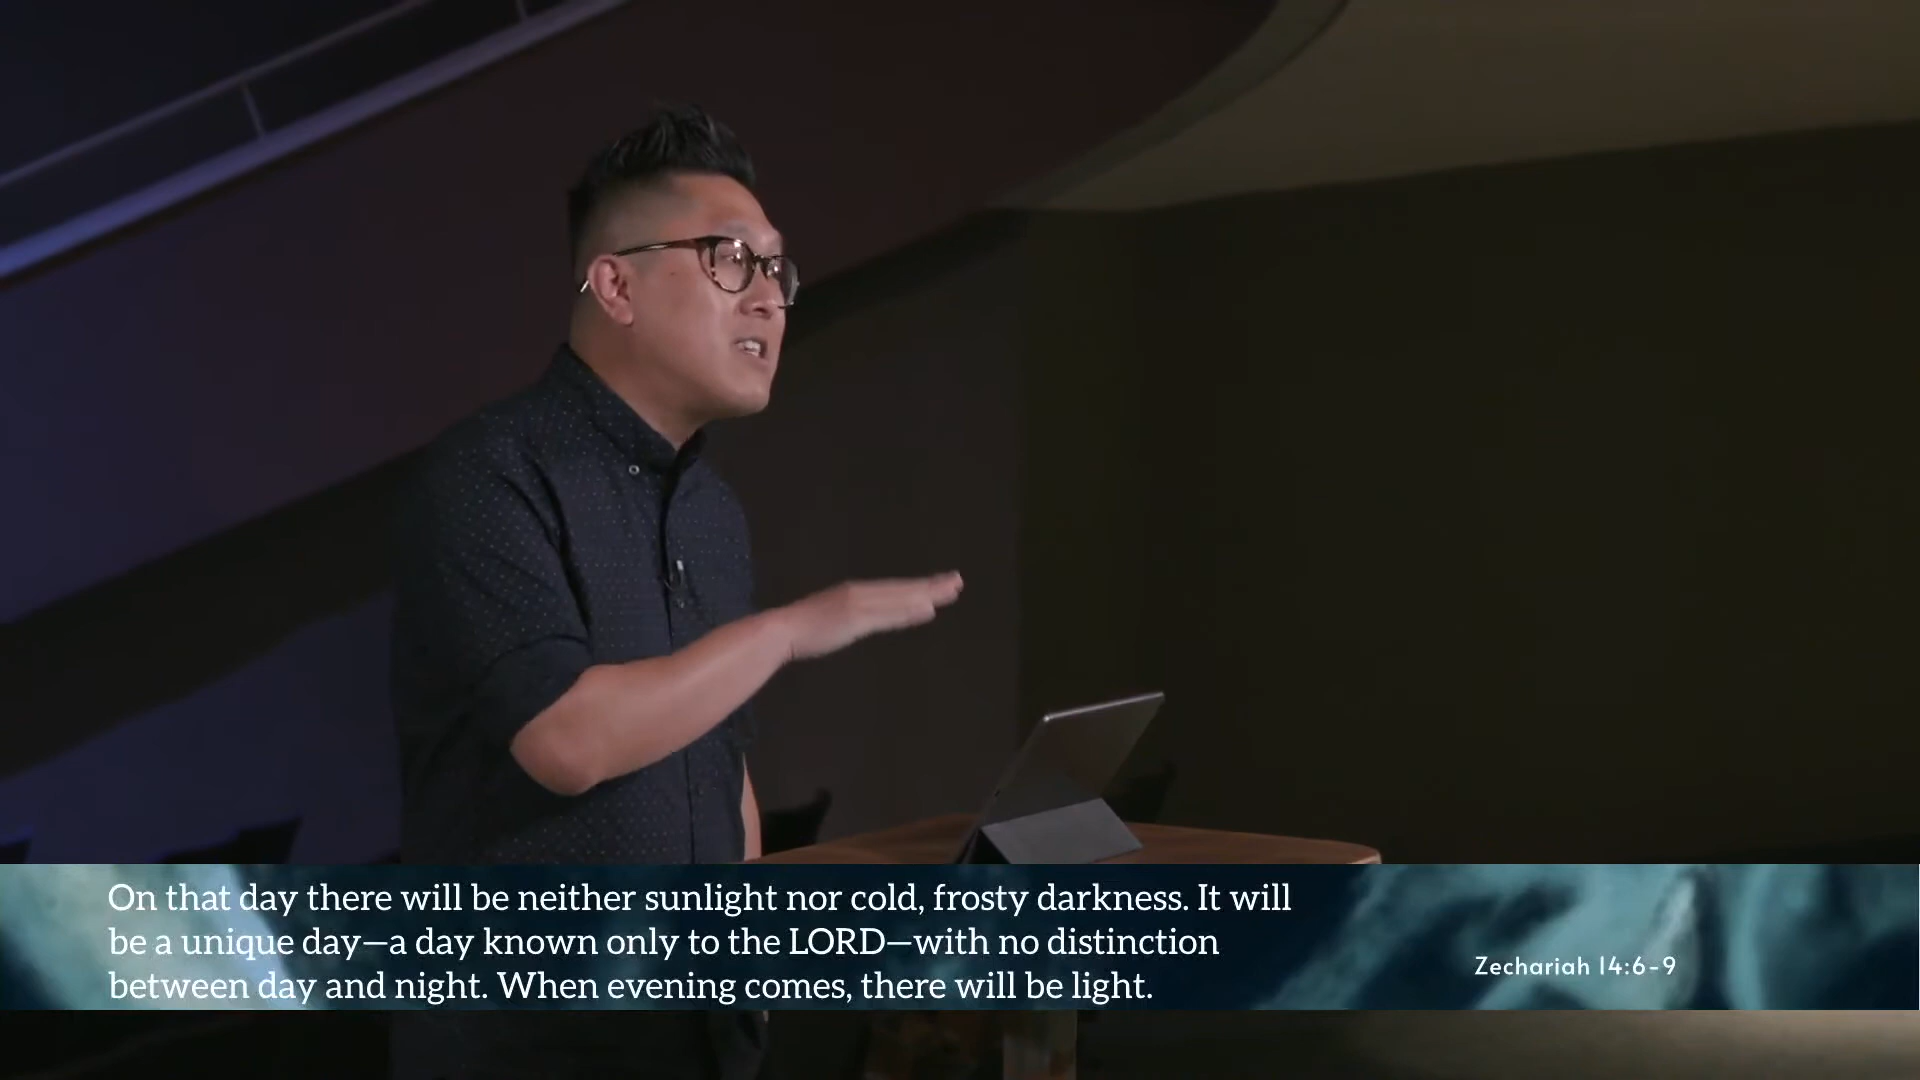 On that day there will be neither sunlight nor cold, frosty darkness. It will
be a unique day—a day known only to the LORD—with no distinction
between day and night. When evening comes, there will be light.
Zechariah 14:6-9